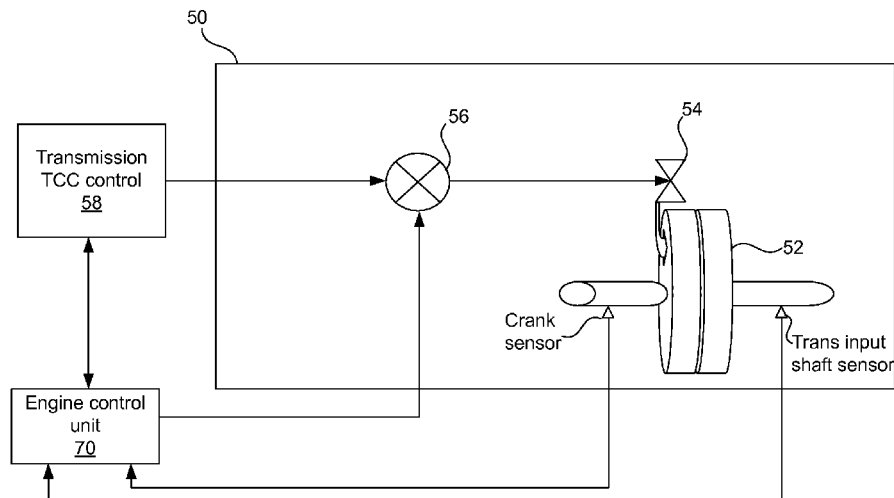 50
Transmission
TCC control
58
56
54
52
Crank
sensor
Trans input
shaft sensor
Engine control
unit
70